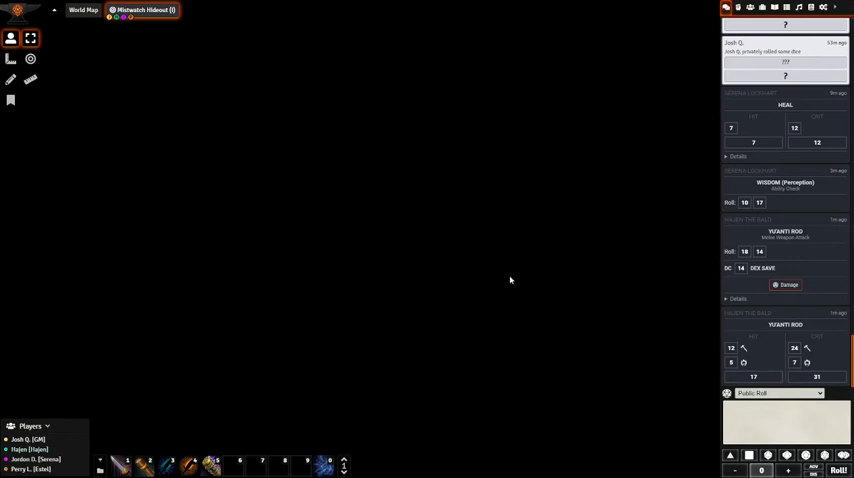 World Map
Mistwatch Hideout (I)
?
Josh Q.
53m ago
Josh Q. privately rolled some dice
???
?
SERENA LOCKHART
9m ago
HEAL
HIT
CRIT
7
12
7
12
Details
SERENA LOCKHART
3m ago
WISDOM (Perception)
Ability Check
Roll: 10 17
HAJEN THE BALD
1m ago
YU'ANTI ROD
Melee Weapon Attack
Roll: 18 14
DC 14 DEX SAVE
Damage
Details
HAJEN THE BALD
1m ago
YU'ANTI ROD
HIT
CRIT
12
24
7
17
31
Public Roll
Players
Josh Q. [GM]
Hajen [Hajen]
Jordon D. [Serena]
Perry L. [Estel]
1
2
3
4
5
6
7
8
9
0
1
-
0
+
ADV
DIS
Roll!